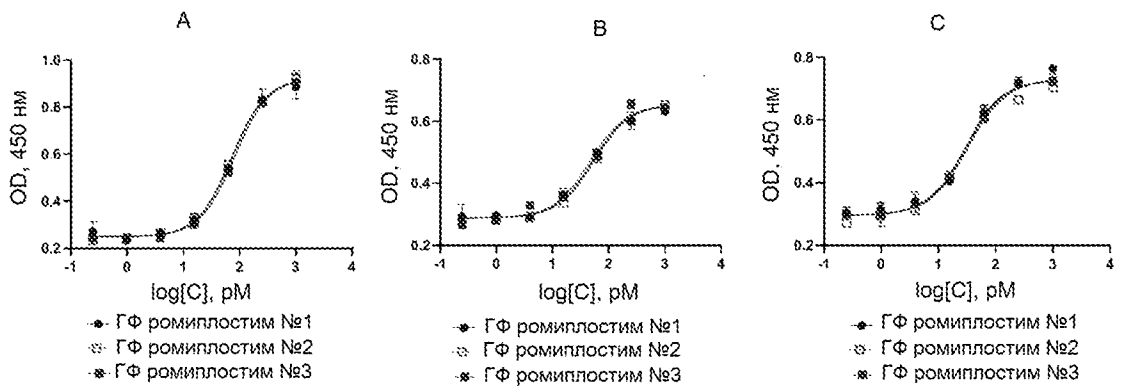 A
B
C
OD, 450 нм
1.0
0.8
0.6
0.4
0.2
-1
0
1
2
3
4
log[C], pM
ГФ ромиплостим №1
ГФ ромиплостим №2
ГФ ромиплостим №3
OD, 450 нм
0.8
0.6
0.4
0.2
-1
0
1
2
3
4
log[C], pM
ГФ ромиплостим №1
ГФ ромиплостим №2
ГФ ромиплостим №3
OD, 450 нм
0.8
0.6
0.4
0.2
-1
0
1
2
3
4
log[C], pM
ГФ ромиплостим №1
ГФ ромиплостим №2
ГФ ромиплостим №3